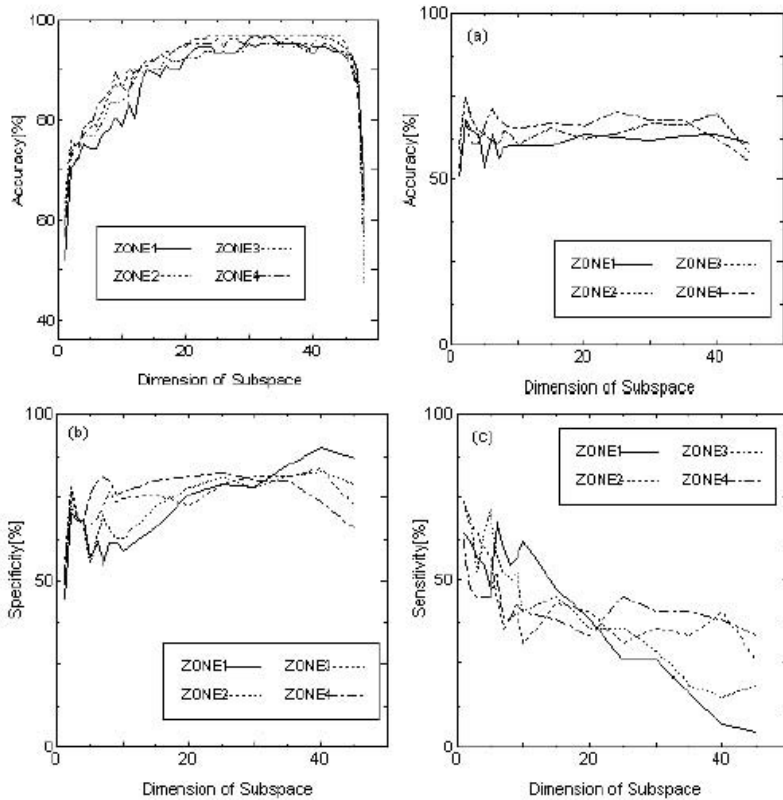 100
80
60
40
Accuracy[%]
ZONE1 ZONE3
ZONE2 ZONE4
0 20 40
Dimension of Subspace
(a)
100
50
0
Accuracy[%]
ZONE1 ZONE3
ZONE2 ZONE4
0 20 40
Dimension of Subspace
(b)
100
50
0
Specificity[%]
ZONE1 ZONE3
ZONE2 ZONE4
0 20 40
Dimension of Subspace
(c)
100
50
0
Sensitivity[%]
ZONE1 ZONE3
ZONE2 ZONE4
0 20 40
Dimension of Subspace